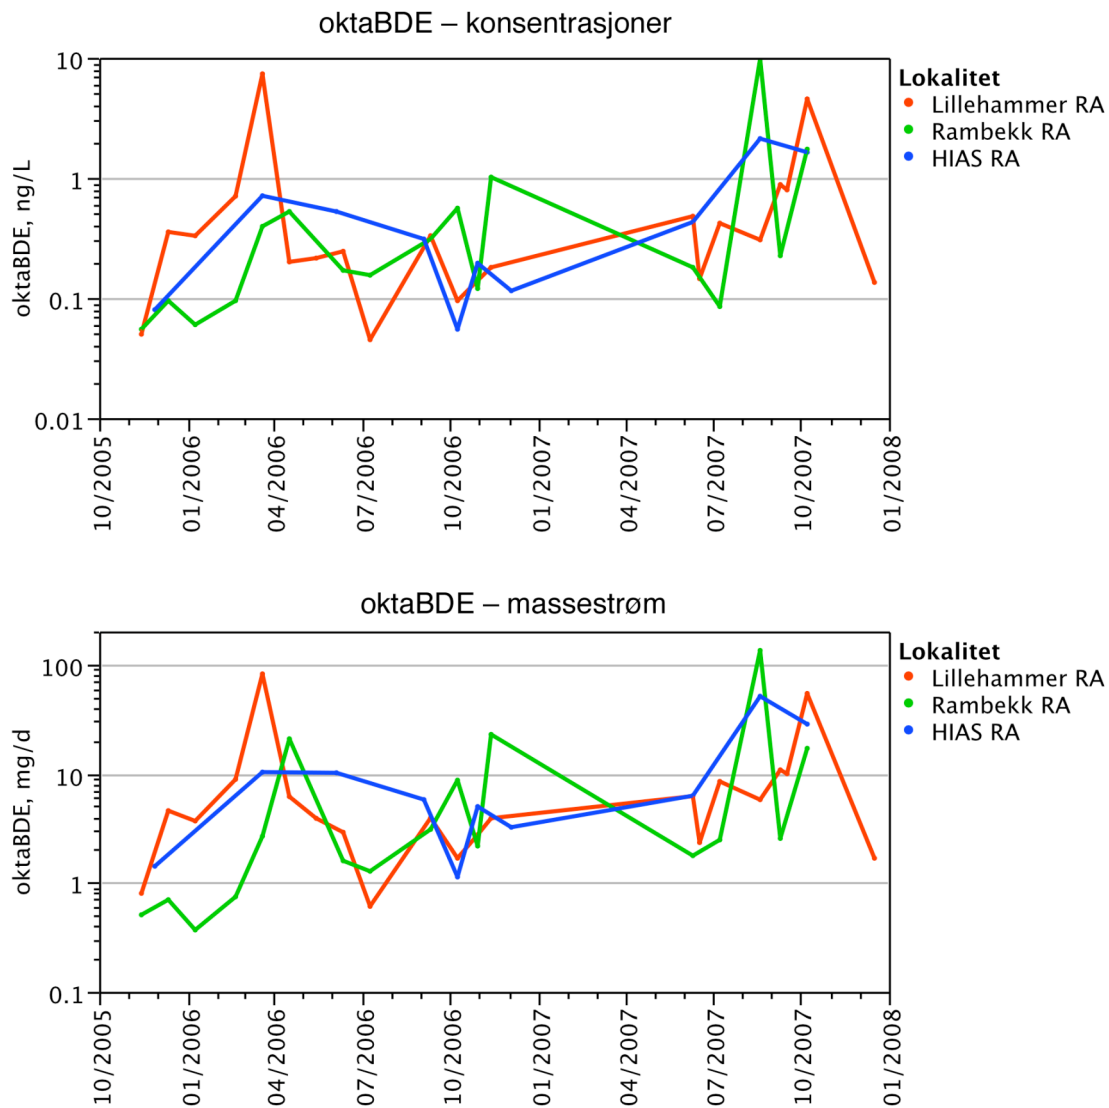 oktaBDE – konsentrasjoner
oktaBDE, ng/L
10
1
0.1
0.01
10/2005
01/2006
04/2006
07/2006
10/2006
01/2007
04/2007
07/2007
10/2007
01/2008
Lokalitet
Lillehammer RA
Rambekk RA
HIAS RA
oktaBDE – massestrøm
oktaBDE, mg/d
100
10
1
0.1
10/2005
01/2006
04/2006
07/2006
10/2006
01/2007
04/2007
07/2007
10/2007
01/2008
Lokalitet
Lillehammer RA
Rambekk RA
HIAS RA